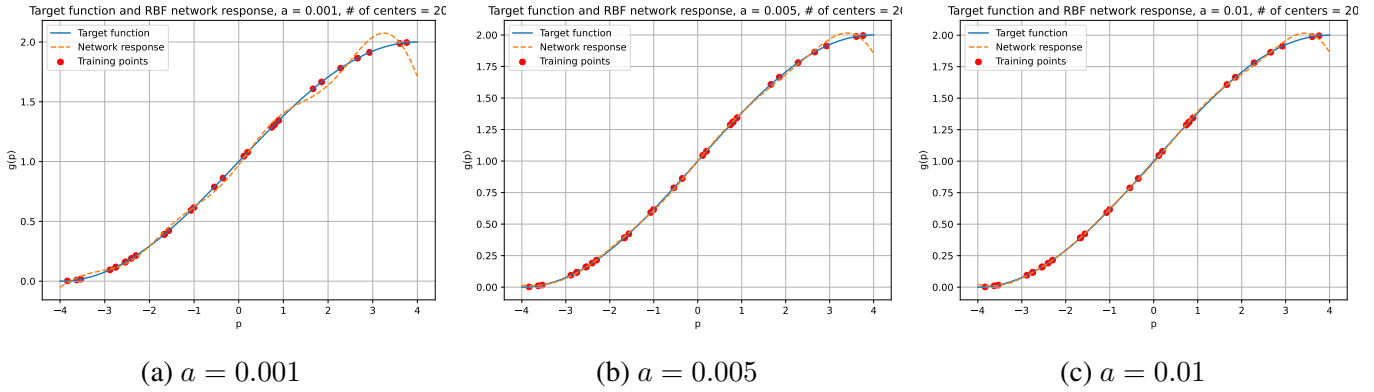 Target function and RBF network response, a = 0.001, # of centers = 20
Target function
Network response
Training points
2.0
1.5
1.0
0.5
0.0
g(p)
−4 −3 −2 −1 0 1 2 3 4
p
(a) a = 0.001
Target function and RBF network response, a = 0.005, # of centers = 20
Target function
Network response
Training points
2.00
1.75
1.50
1.25
1.00
0.75
0.50
0.25
0.00
g(p)
−4 −3 −2 −1 0 1 2 3 4
p
(b) a = 0.005
Target function and RBF network response, a = 0.01, # of centers = 20
Target function
Network response
Training points
2.00
1.75
1.50
1.25
1.00
0.75
0.50
0.25
0.00
g(p)
−4 −3 −2 −1 0 1 2 3 4
p
(c) a = 0.01